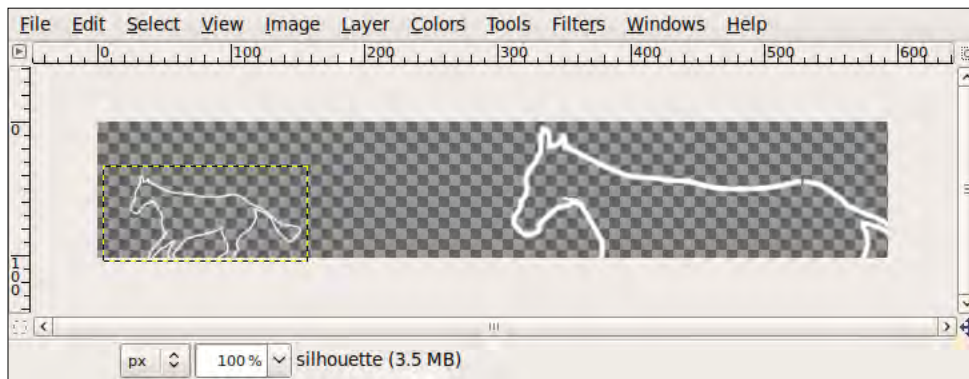 File Edit Select View Image Layer Colors Tools Filters Windows Help
0 100 200 300 400 500 600
0
100
px 100 % silhouette (3.5 MB)